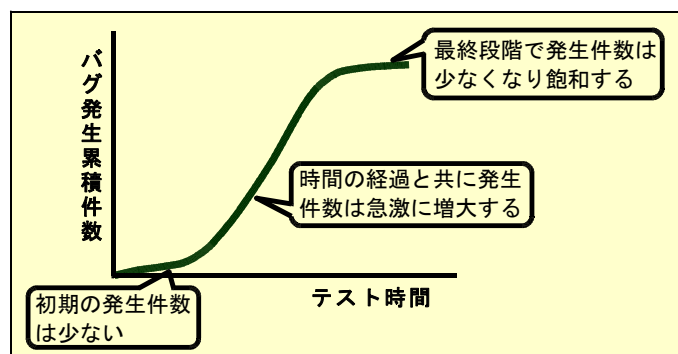 バグ発生累積件数
最終段階で発生件数は
少なくなり飽和する
時間の経過と共に発生
件数は急激に増大する
初期の発生件数
は少ない
テスト時間